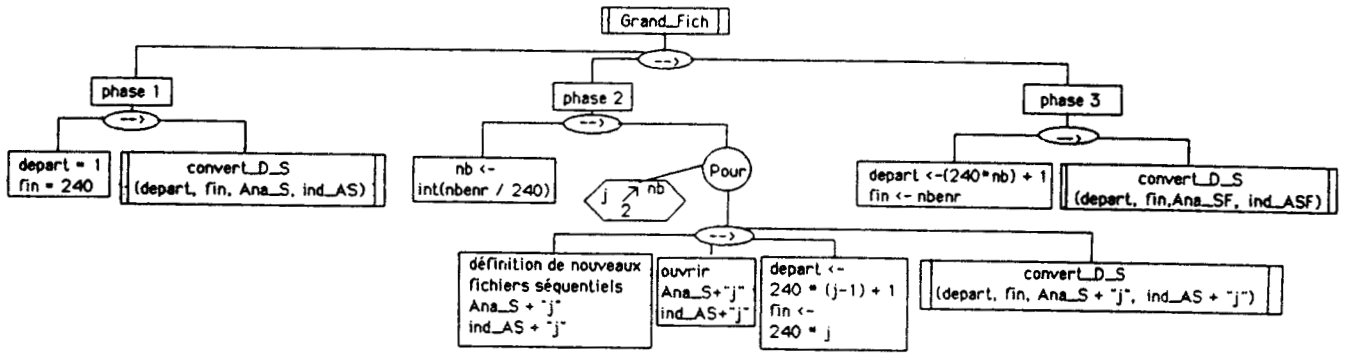 Grand_Fich
-->
phase 1
phase 2
phase 3
-->
-->
-->
depart = 1
fin = 240
convert_D_S
(depart, fin, Ana_S, ind_AS)
nb <-
int(nbenr / 240)
Pour
j
nb
2
depart <-(240*nb) + 1
fin <- nbenr
convert_D_S
(depart, fin,Ana_SF, ind_ASF)
-->
définition de nouveaux
fichiers séquentiels
Ana_S + "j"
ind_AS + "j"
ouvrir
Ana_S+"j"
ind_AS+"j"
depart <-
240 * (j-1) + 1
fin <-
240 * j
convert_D_S
(depart, fin, Ana_S + "j", ind_AS + "j")